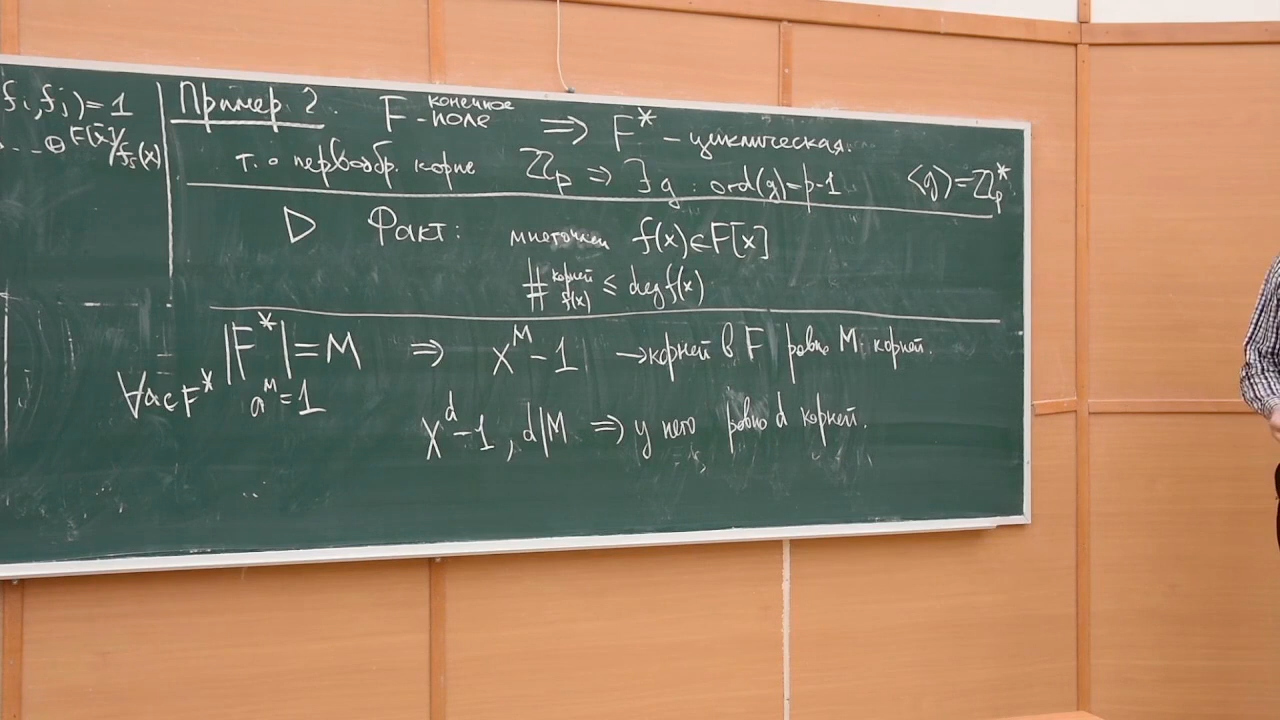 f_i, f_j) = 1
... ⊕ F[x]/f_s(x)
Пример 2. F - конечное поле ⇒ F* - циклическая.
т. о первообр. корне ℤ_p ⇒ ∃ g : ord(g) = p-1 ⟨g⟩ = ℤ_p^*
▷ Факт: многочлен f(x) ∈ F[x]
# корней f(x) ≤ deg f(x)
|F*| = M ⇒ x^M - 1 → корней в F ровно M корней.
∀a∈F* a^M = 1
x^d - 1, d|M ⇒ у него ровно d корней.